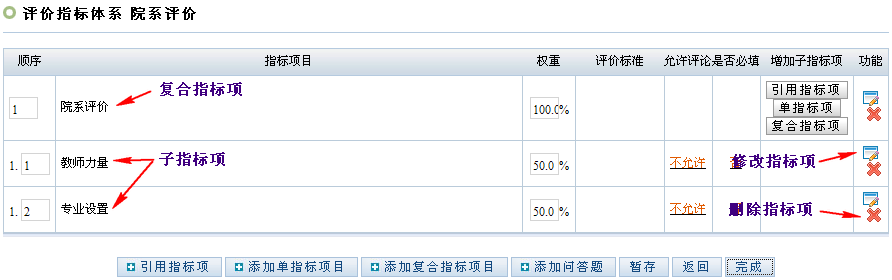 评价指标体系 院系评价
顺序 指标项目 权重 评价标准 允许评论 是否必填 增加子指标项 功能
1 院系评价 复合指标项 100.0%
引用指标项
单指标项
复合指标项
1. 1 教师力量 子指标项 50.0% 不允许 修改指标项
1. 2 专业设置 50.0% 不允许 删除指标项
引用指标项 添加单指标项目 添加复合指标项目 添加问答题 暂存 返回 完成